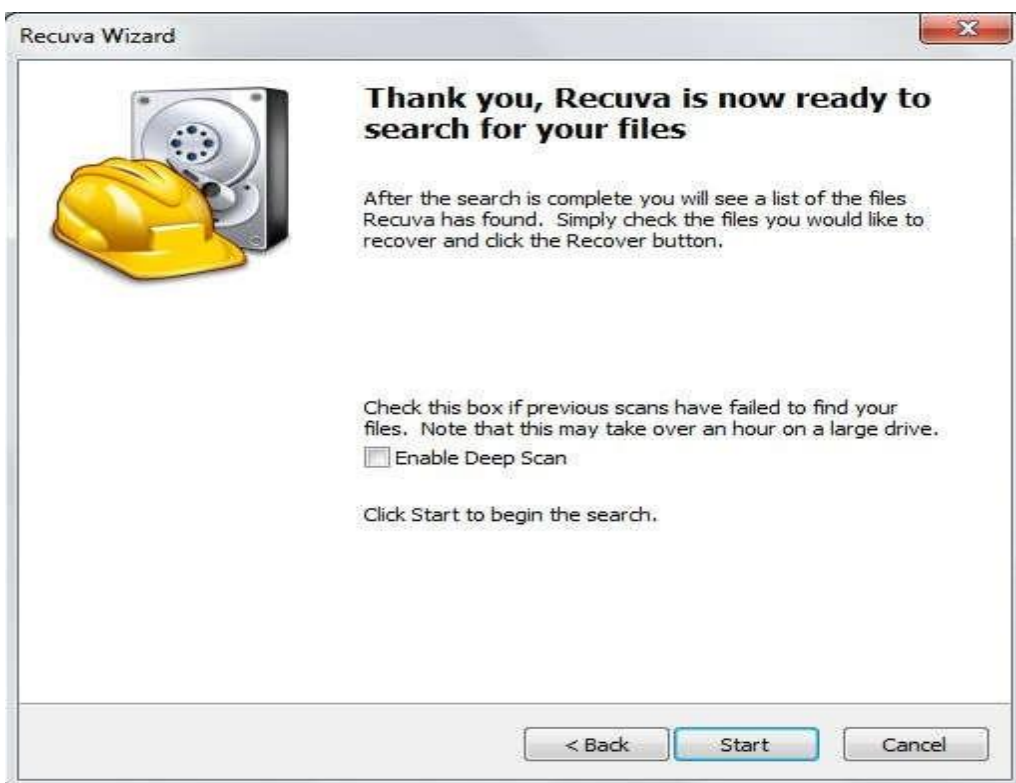 Recuva Wizard
Thank you, Recuva is now ready to
search for your files
After the search is complete you will see a list of the files
Recuva has found.  Simply check the files you would like to
recover and click the Recover button.
Check this box if previous scans have failed to find your
files.  Note that this may take over an hour on a large drive.
Enable Deep Scan
Click Start to begin the search.
< Back Start Cancel